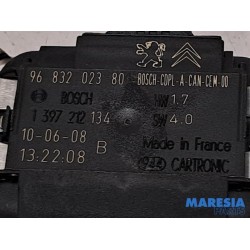 96 832 023 80 BOSCH-CDPL-A-CAN-CEM-00
BOSCH HW 1.7
1 397 212 134 SW 4.0
10-06-08 Made in France
13:22:08 B CARTRONIC
MARESIA